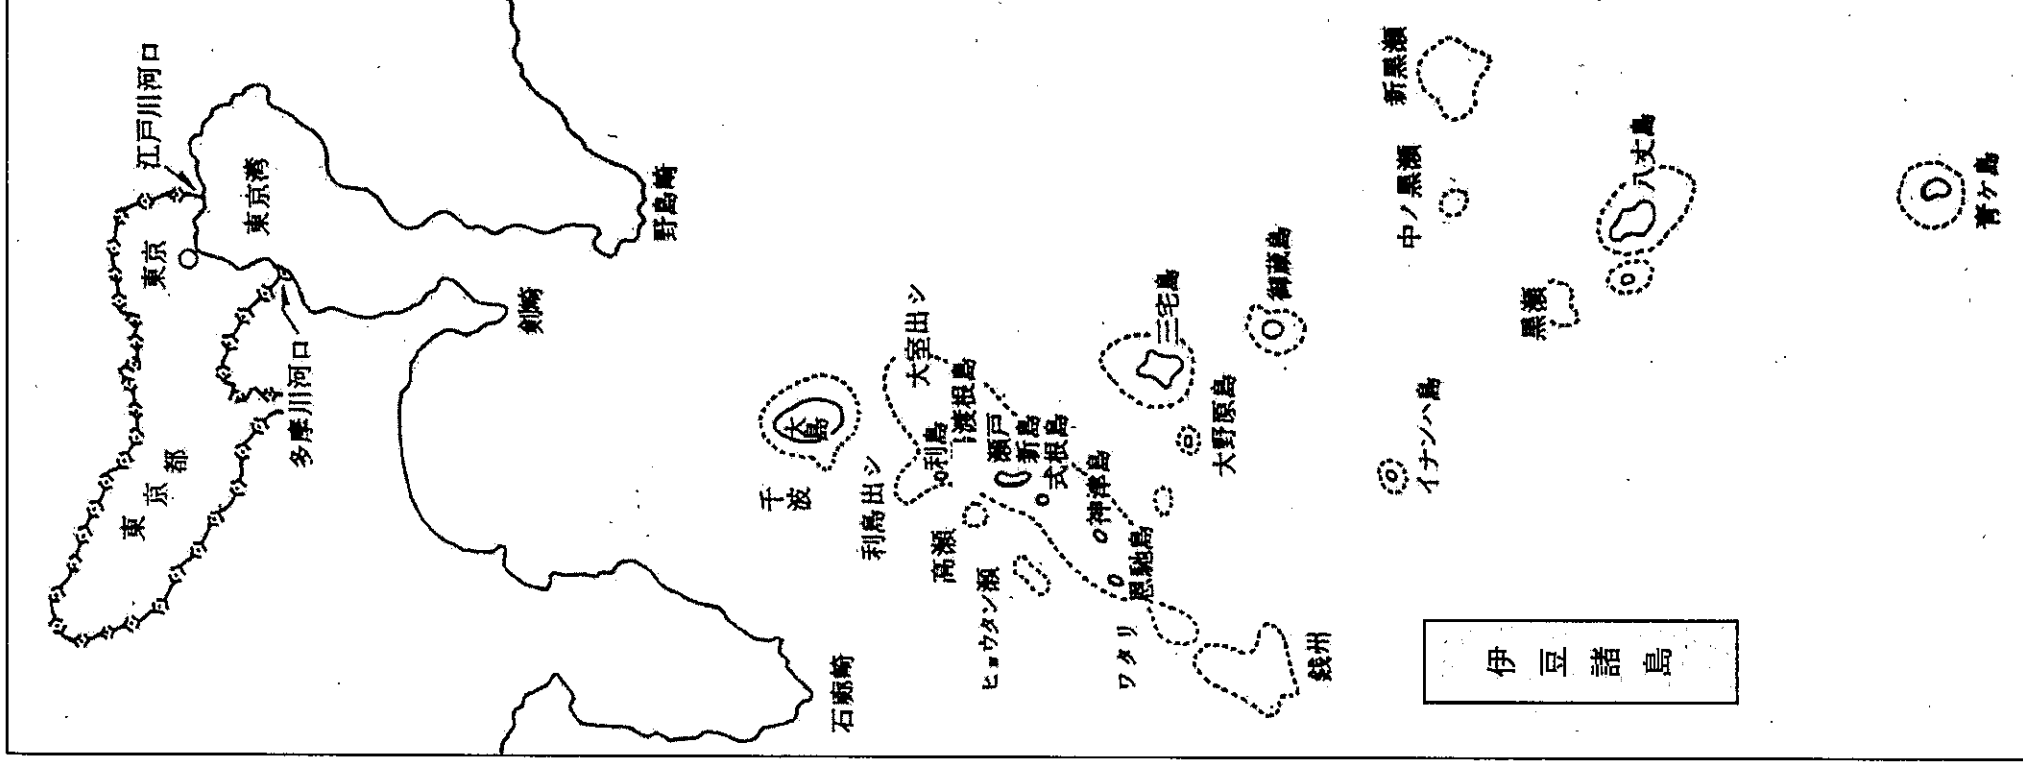 江戸川河口
東京
東京湾
東京都
多摩川河口
野島崎
剣崎
石廊崎
大島
千波
大室出シ
利島出シ
利島
渡根島
瀬戸
新島
式根島
高瀬
ヒョウタン瀬
神津島
恩馳島
ワタリ
銭州
三宅島
大野原島
御蔵島
イナンバ島
新黒瀬
中ノ黒瀬
黒瀬
八丈島
青ケ島
伊豆諸島